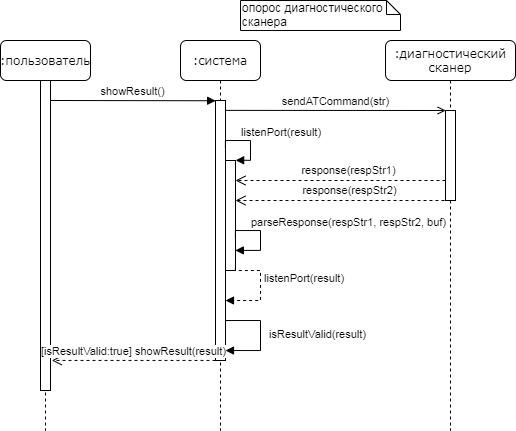 опорос диагностического
сканера
:пользователь
:система
:диагностический
сканер
showResult()
sendATCommand(str)
listenPort(result)
response(respStr1)
response(respStr2)
parseResponse(respStr1, respStr2, buf)
listenPort(result)
isResultValid(result)
[isResultValid:true] showResult(result)